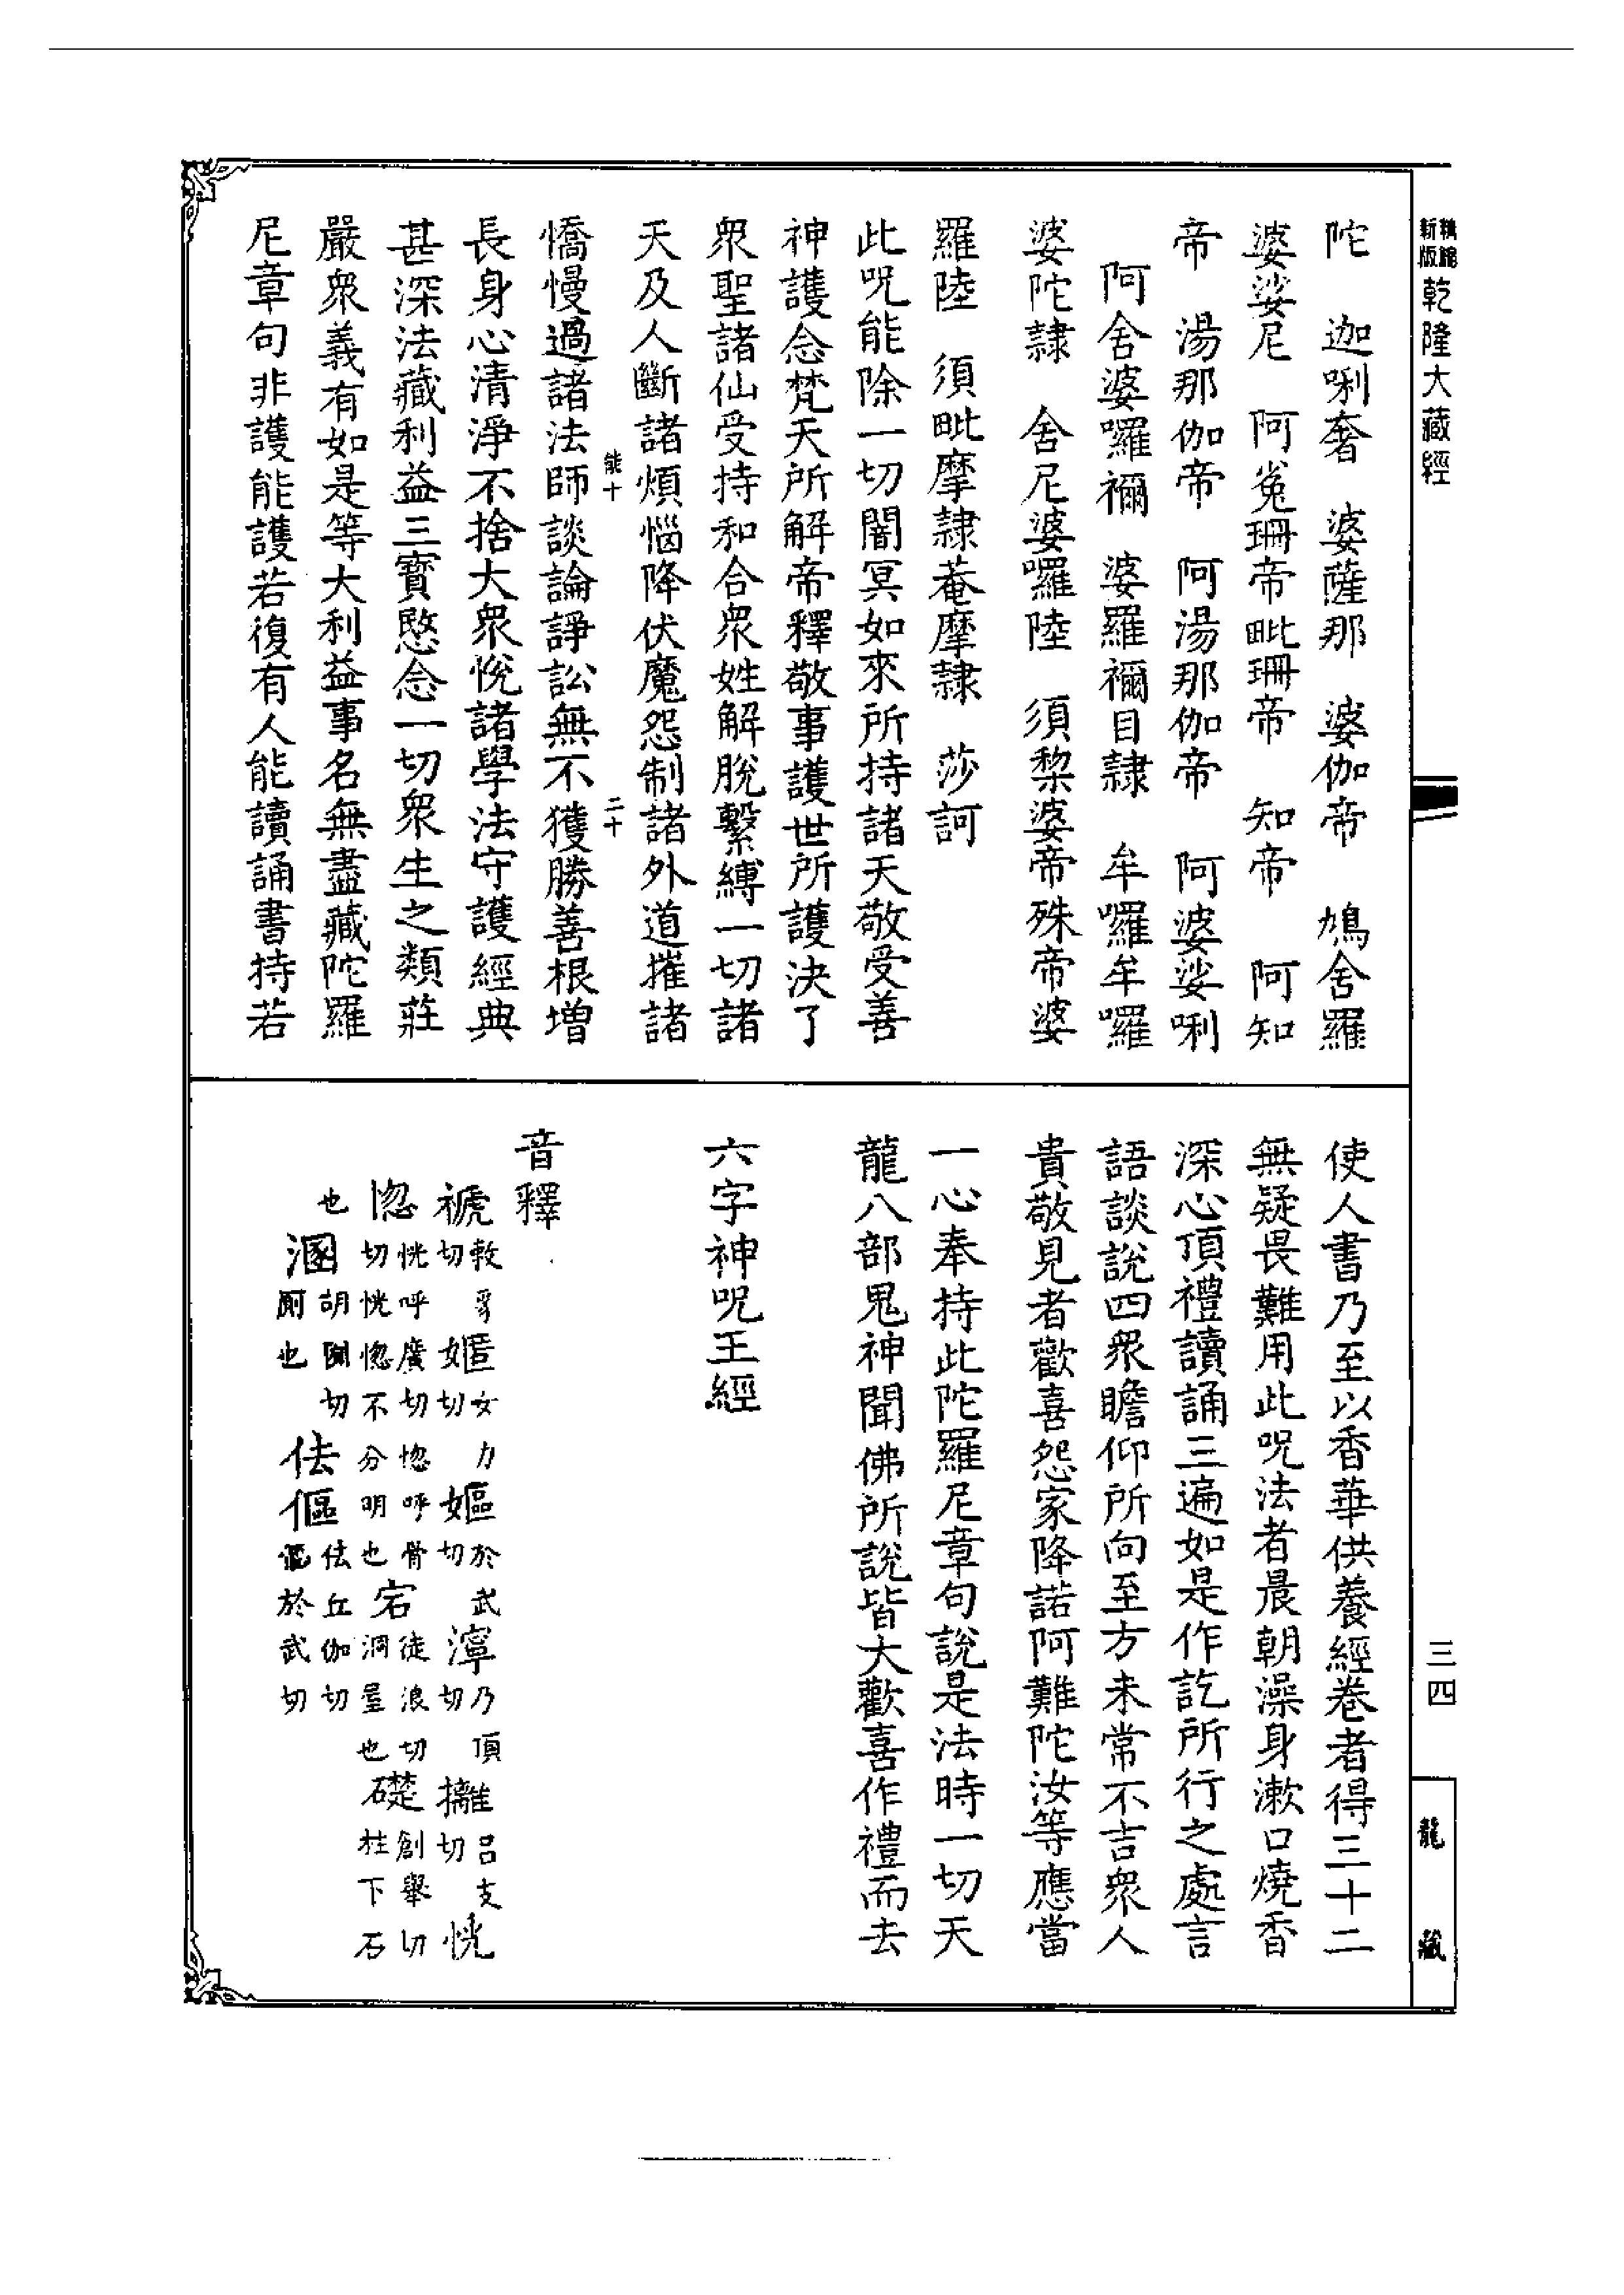 新版
乾隆大藏經
陀　迦唎奢　婆薩那　婆伽帝　鳩舍羅
婆娑尼　阿㝹珊帝毗珊帝　知帝　阿知
帝　湯那伽帝　阿湯那伽帝　阿婆娑唎
阿舍婆囉禰　婆羅禰目隸　牟囉牟囉
婆陀隸　舍尼婆囉陸　須棃婆帝殊帝婆
羅陸　須毗摩隸菴摩隸　莎訶
此呪能除一切闇冥如來所持諸天敬受善
神護念梵天所解帝釋敬事護世所護決了
眾聖諸仙受持和合眾姓解脫繫縛一切諸
天及人斷諸煩惱降伏魔怨制諸外道摧諸
能十　二十
憍慢過諸法師談論諍訟無不獲勝善根增
長身心清淨不捨大眾悅諸學法守護經典
甚深法藏利益三寶愍念一切眾生之類莊
嚴眾義有如是等大利益事名無盡藏陀羅
尼章句非護能護若復有人能讀誦書持若
使人書乃至以香華供養經卷者得三十二
無疑畏難用此呪法者晨朝澡身漱口燒香
深心頂禮讀誦三遍如是作訖所行之處言
語談說四眾瞻仰所向至方未常不吉眾人
貴敬見者歡喜怨家降諾阿難陀汝等應當
一心奉持此陀羅尼章句說是法時一切天
龍八部鬼神聞佛所說皆大歡喜作禮而去
六字神呪王經
音釋
褫敕豸切　嫟女力切　嫗於武切　濘乃頂切　攡呂支切　恍
惚恍呼廣切惚呼骨切恍惚不分明也　宕徒浪切洞屋也　礎創舉切柱下石
也　溷胡困切厠也　佉傴佉丘伽切傴於武切
三四
龍藏